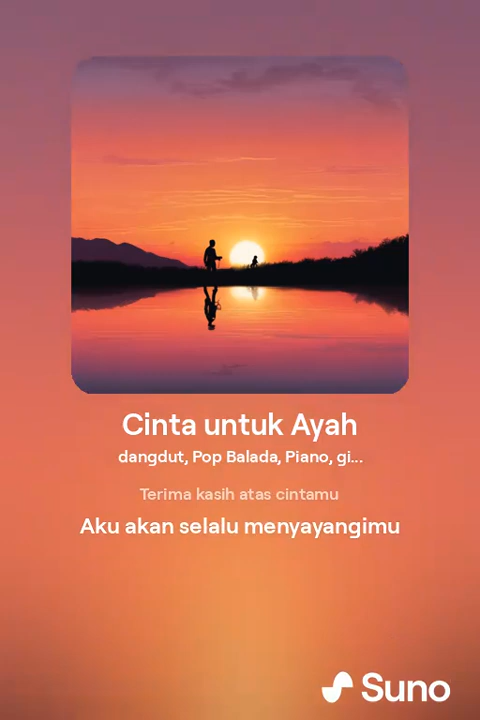 Cinta untuk Ayah
dangdut, Pop Balada, Piano, gi...
Terima kasih atas cintamu
Aku akan selalu menyayangimu
Suno